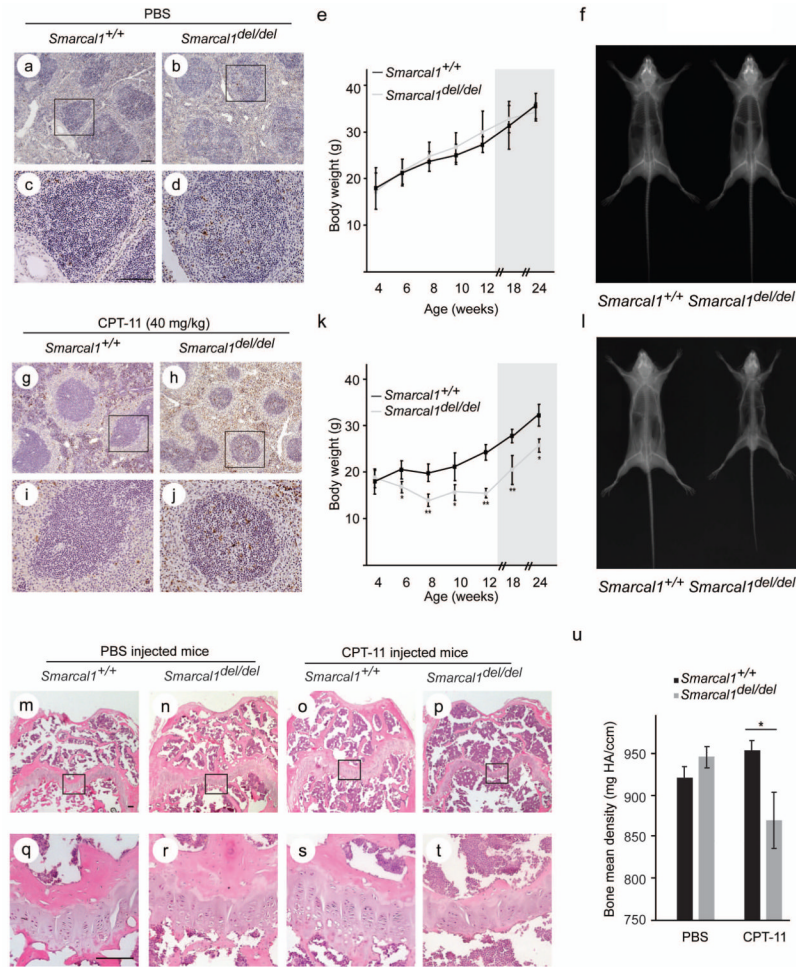 PBS
Smarcal1+/+ Smarcal1del/del
a b
c d
e
Smarcal1+/+
Smarcal1del/del
Body weight (g)
40
30
20
10
4 6 8 10 12 18 24
Age (weeks)
f
Smarcal1+/+ Smarcal1del/del
CPT-11 (40 mg/kg)
Smarcal1+/+ Smarcal1del/del
g h
i j
k
Smarcal1+/+
Smarcal1del/del
Body weight (g)
40
30
20
10
* ** * ** ** *
4 6 8 10 12 18 24
Age (weeks)
l
Smarcal1+/+ Smarcal1del/del
PBS injected mice CPT-11 injected mice
Smarcal1+/+ Smarcal1del/del Smarcal1+/+ Smarcal1del/del
m n o p
q r s t
u
Smarcal1+/+
Smarcal1del/del
*
Bone mean density (mg HA/ccm)
950
900
850
800
750
PBS CPT-11